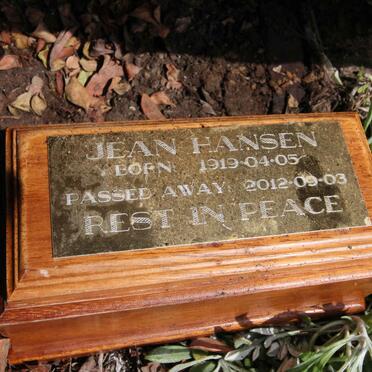 JEAN HANSEN
BORN 1919-04-05
PASSED AWAY 2012-09-03
REST IN PEACE